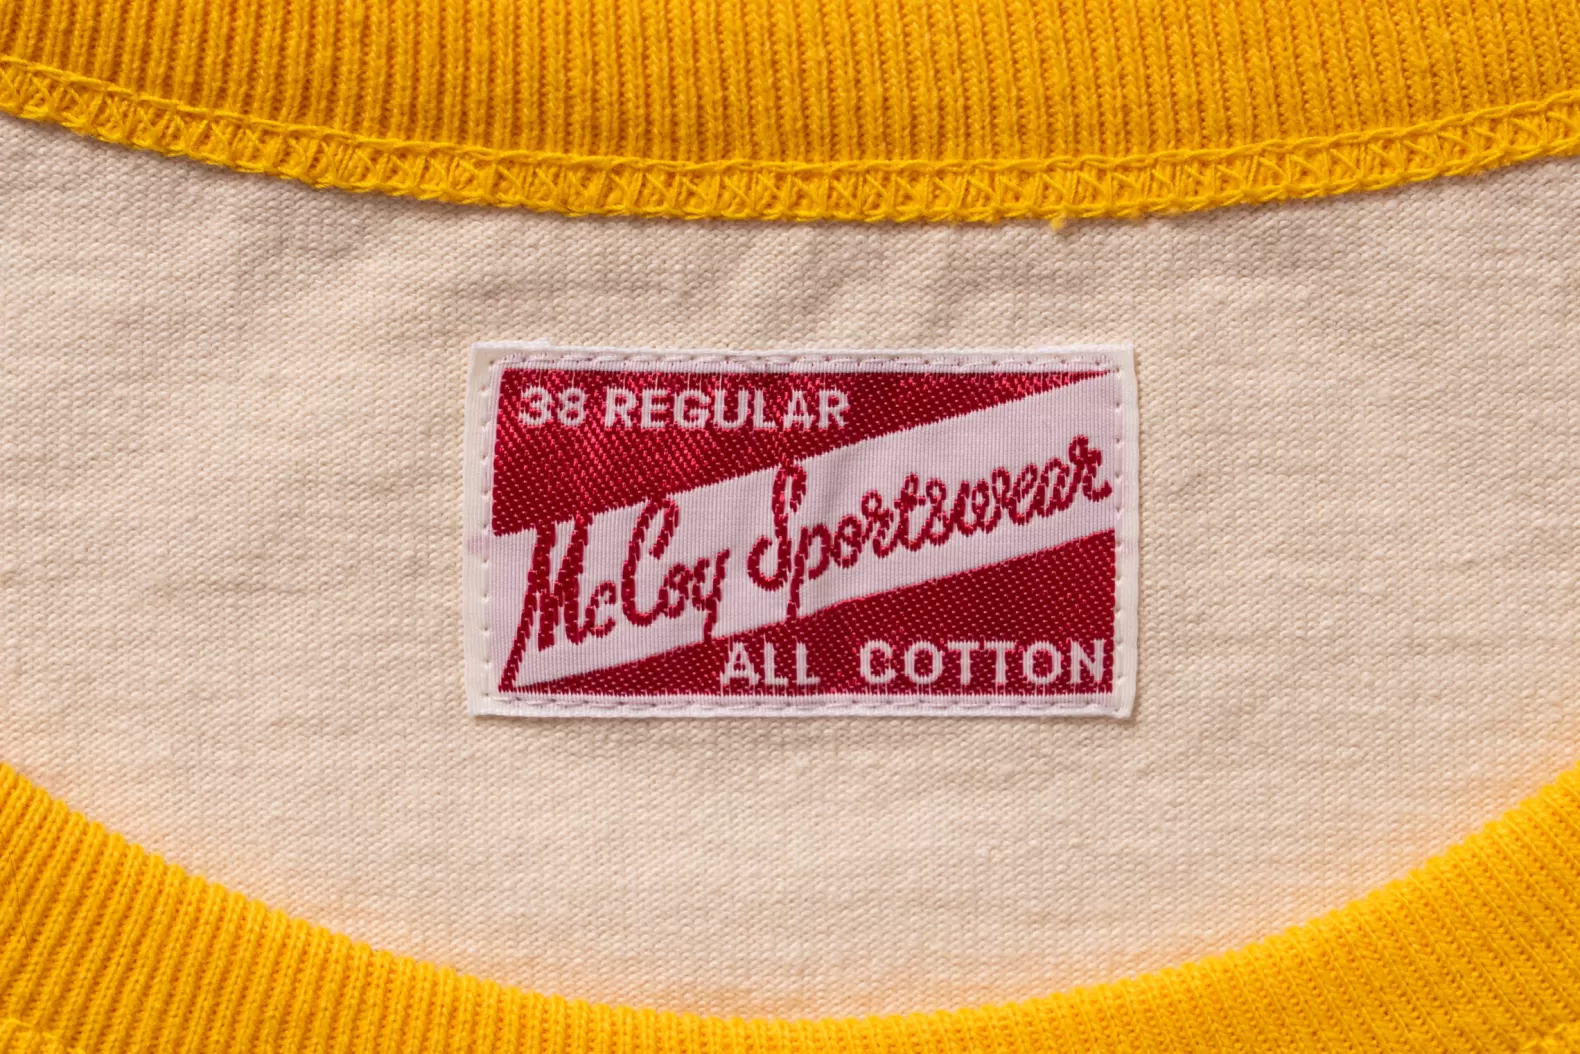 38 REGULAR
McCoy Sportswear
ALL COTTON